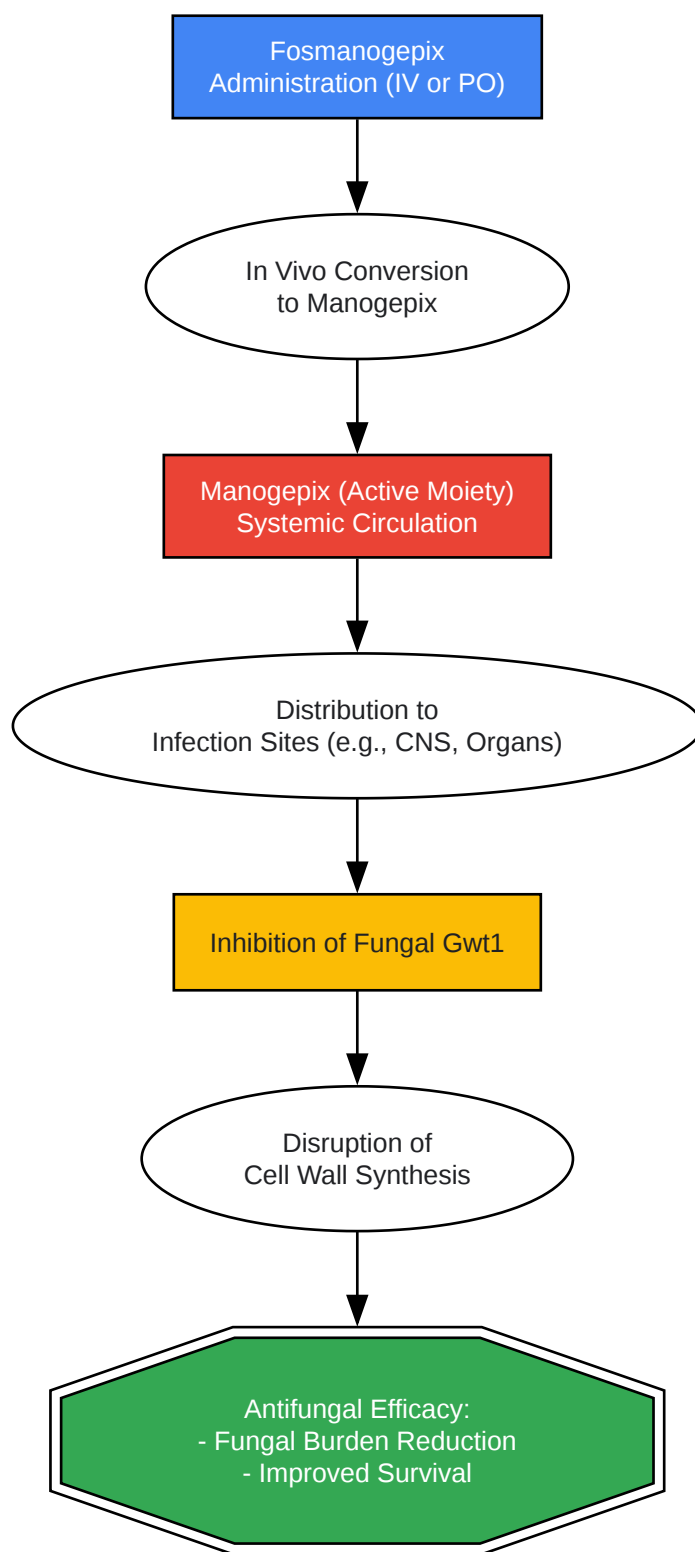 Fosmanogepix
Administration (IV or PO)
In Vivo Conversion
to Manogepix
Manogepix (Active Moiety)
Systemic Circulation
Distribution to
Infection Sites (e.g., CNS, Organs)
Inhibition of Fungal Gwt1
Disruption of
Cell Wall Synthesis
Antifungal Efficacy:
- Fungal Burden Reduction
- Improved Survival